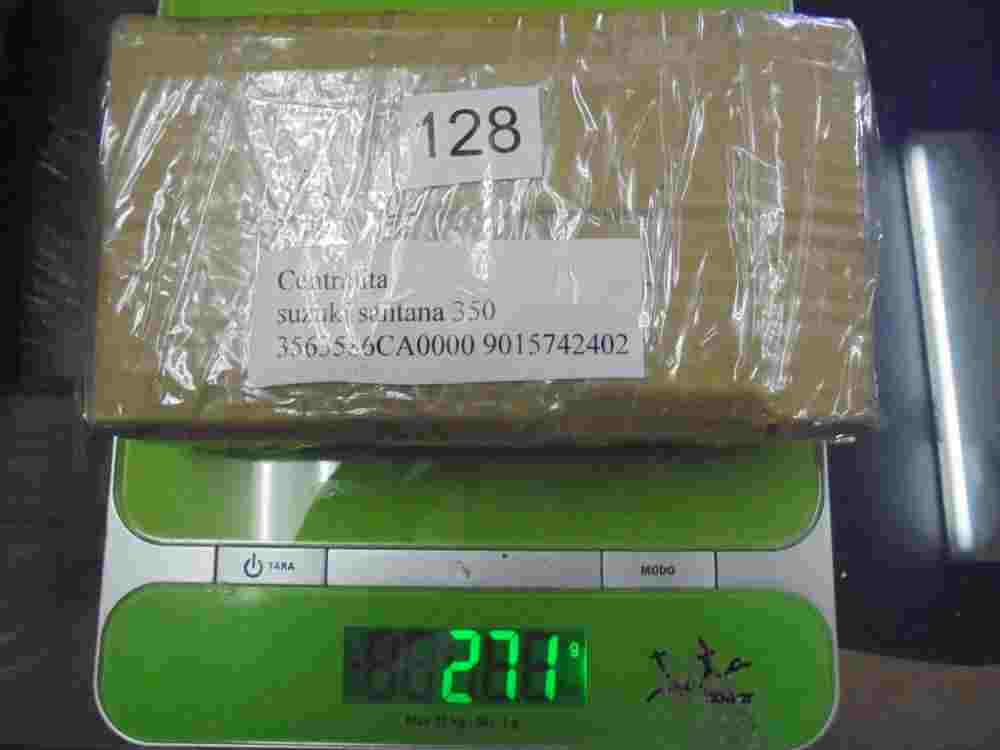 128
Centralita
suzuki santana 350
9015742402
TARA
MODO
271 g